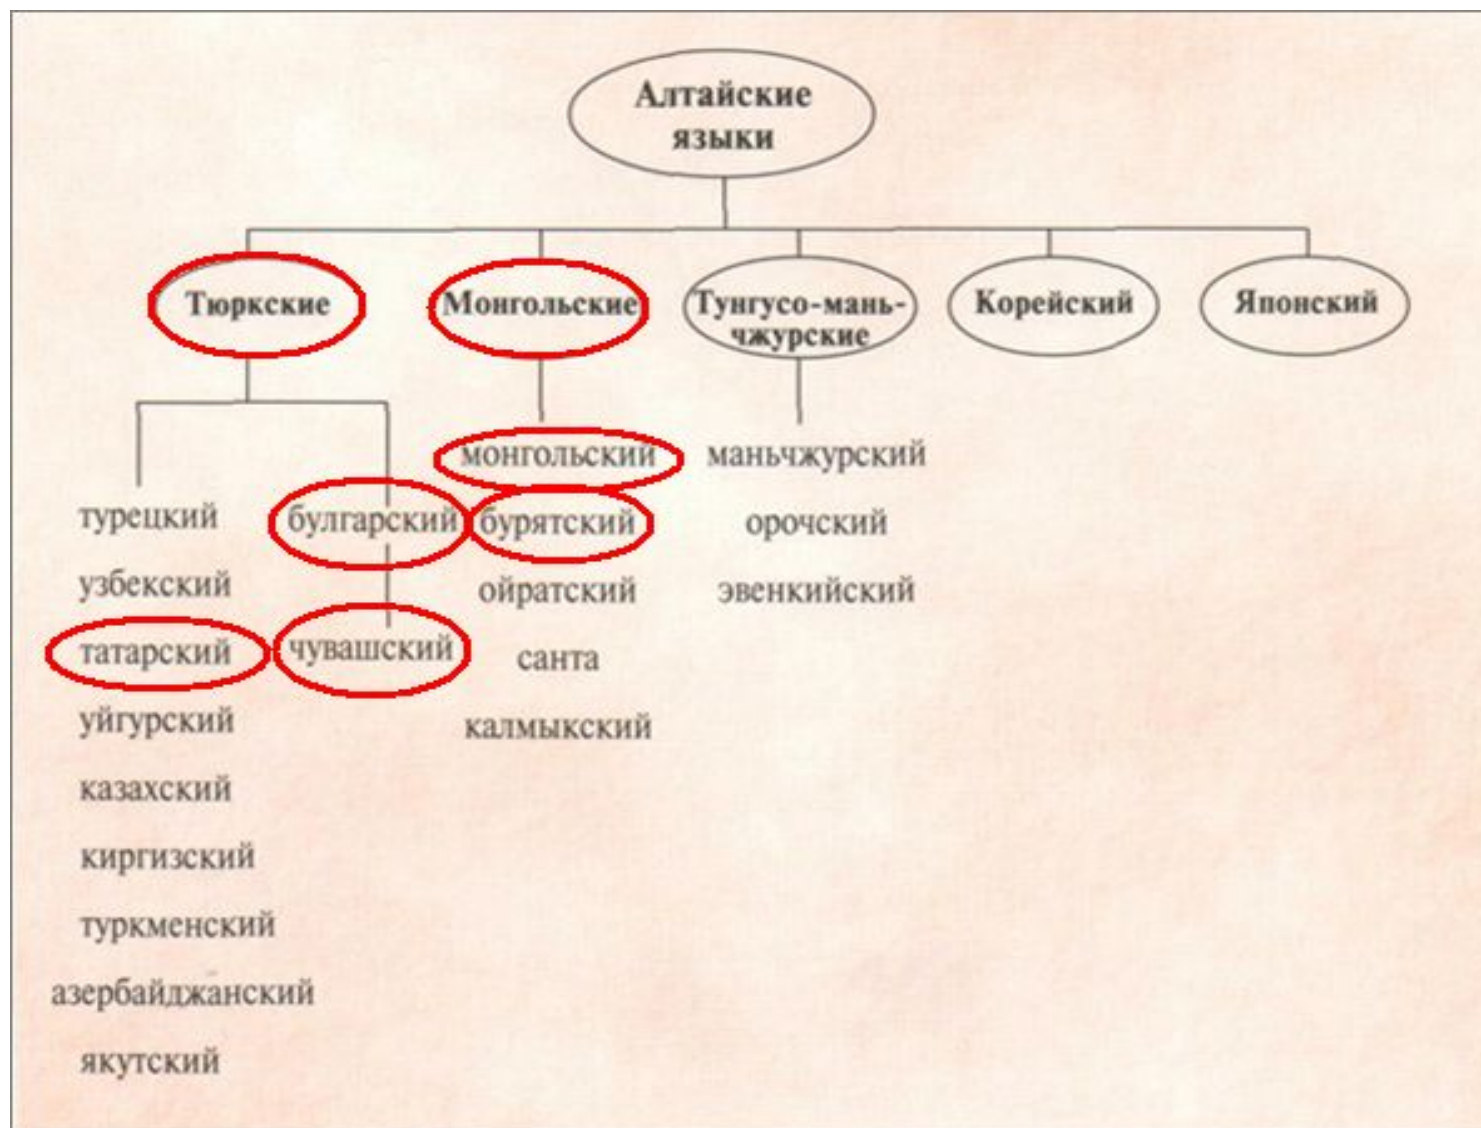 Алтайские
языки
Тюркские
Монгольские
Тунгусо-мань-
чжурские
Корейский
Японский
турецкий
узбекский
татарский
уйгурский
казахский
киргизский
туркменский
азербайджанский
якутский
булгарский
чувашский
монгольский
бурятский
ойратский
санта
калмыкский
маньчжурский
орочский
эвенкийский